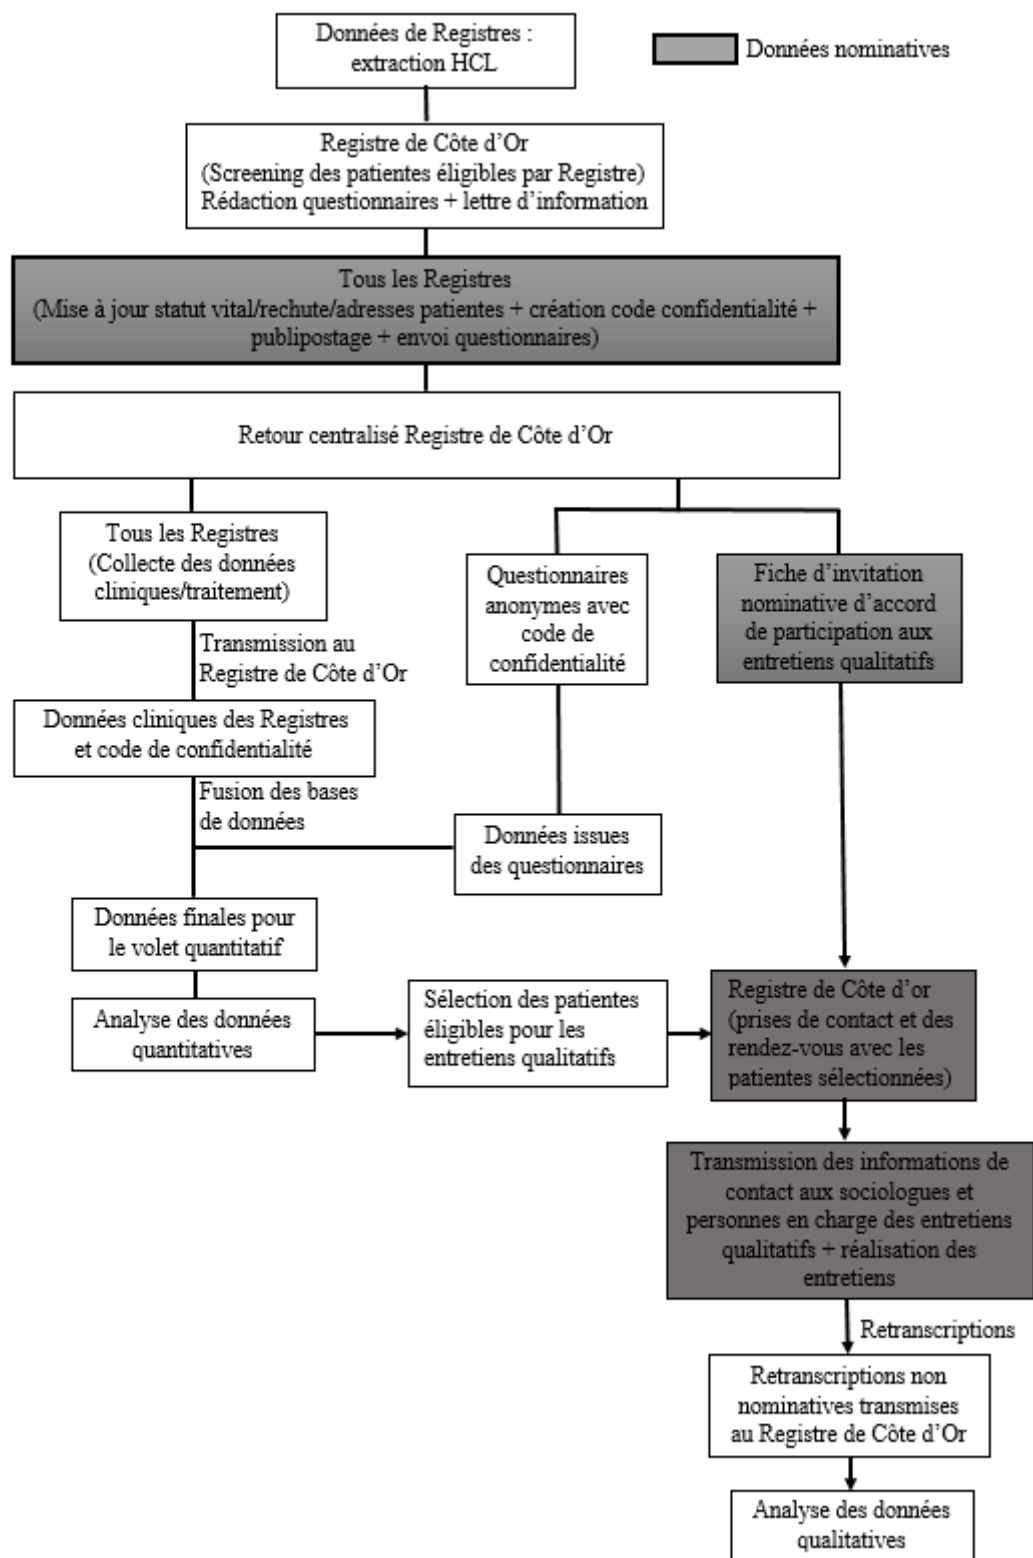 Données de Registres :
extraction HCL
Données nominatives
Registre de Côte d’Or
(Screening des patientes éligibles par Registre)
Rédaction questionnaires + lettre d’information
Tous les Registres
(Mise à jour statut vital/rechute/adresses patientes + création code confidentialité +
publipostage + envoi questionnaires)
Retour centralisé Registre de Côte d’Or
Tous les Registres
(Collecte des données
cliniques/traitement)
Questionnaires
anonymes avec
code de
confidentialité
Fiche d’invitation
nominative d’accord
de participation aux
entretiens qualitatifs
Transmission au
Registre de Côte d’Or
Données cliniques des Registres
et code de confidentialité
Fusion des bases
de données
Données issues
des questionnaires
Données finales pour
le volet quantitatif
Analyse des données
quantitatives
Sélection des patientes
éligibles pour les
entretiens qualitatifs
Registre de Côte d’or
(prises de contact et des
rendez-vous avec les
patientes sélectionnées)
Transmission des informations de
contact aux sociologues et
personnes en charge des entretiens
qualitatifs + réalisation des
entretiens
Retranscriptions
Retranscriptions non
nominatives transmises
au Registre de Côte d’Or
Analyse des données
qualitatives